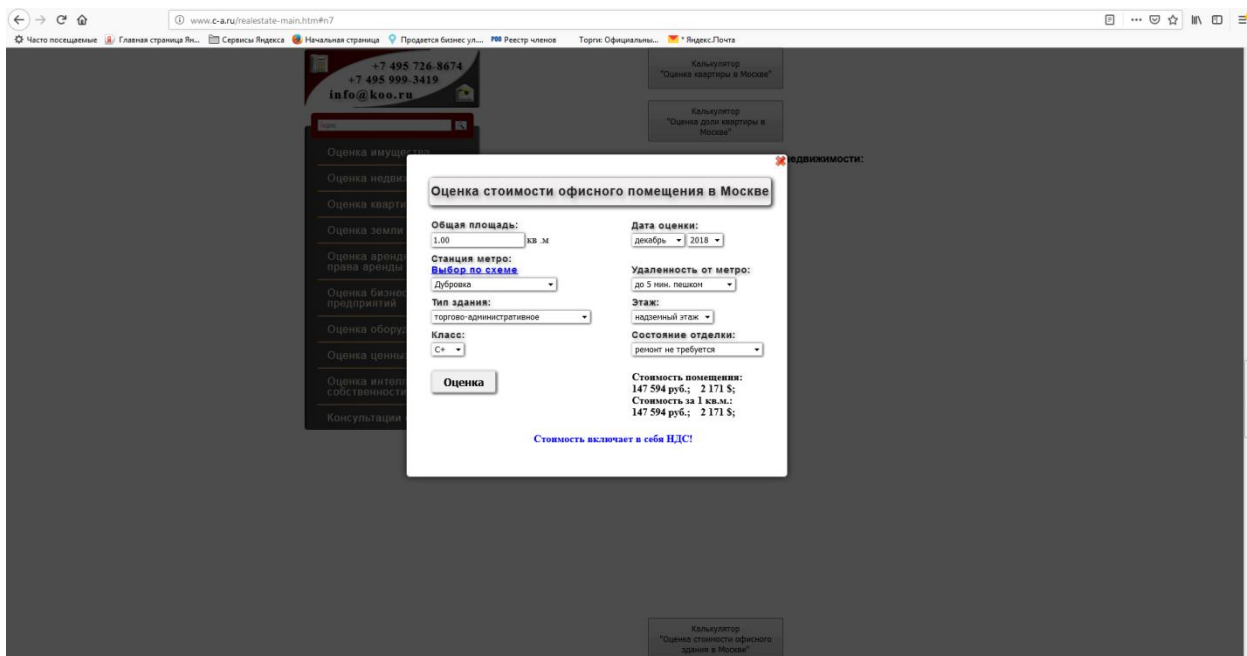 www.c-a.ru/realestate-main.htm#n7
Часто посещаемые Главная страница Ян... Сервисы Яндекса Начальная страница Продается бизнес ул.... Реестр членов Торги: Официальны... * Яндекс.Почта
+7 495 726-8674
+7 495 999-3419
info@koo.ru
Оценка имущества
Оценка недвиж
Оценка кварти
Оценка земли
Оценка аренд
права аренды
Оценка бизнес
предприятий
Оценка обору
Оценка ценны
Оценка интелл
собственности
Консультации
Калькулятор
"Оценка квартиры в Москве"
Калькулятор
"Оценка доли квартиры в
Москве"
недвижимости:
Оценка стоимости офисного помещения в Москве
Общая площадь:
1.00 кв .м
Станция метро:
Выбор по схеме
Дубровка
Тип здания:
торгово-административное
Класс:
C+
Оценка
Дата оценки:
декабрь 2018
Удаленность от метро:
до 5 мин. пешком
Этаж:
надземный этаж
Состояние отделки:
ремонт не требуется
Стоимость помещения:
147 594 руб.; 2 171 $;
Стоимость за 1 кв.м.:
147 594 руб.; 2 171 $;
Стоимость включает в себя НДС!
Калькулятор
"Оценка стоимости офисного
здания в Москве"